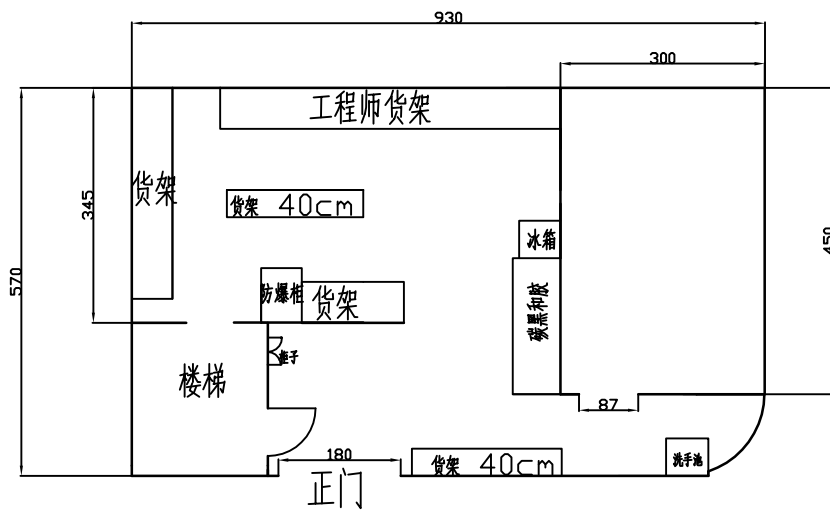 930
300
工程师货架
货架
345
货架 40cm
450
冰箱
570
防爆柜
货架
碳黑和胶
柜子
楼梯
87
180
货架 40cm
洗手池
正门